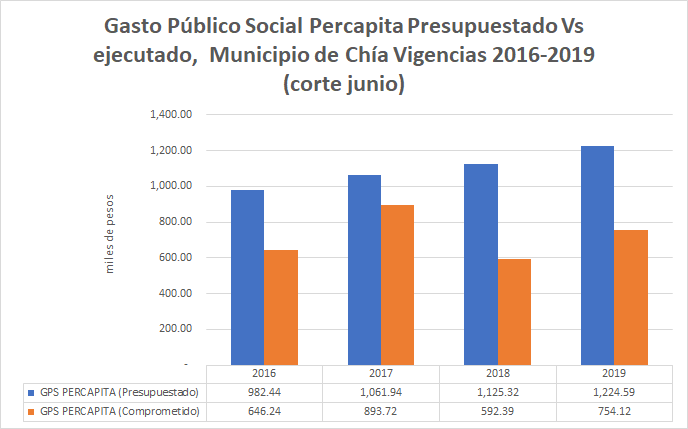 Gasto Público Social Percapita Presupuestado Vs
ejecutado, Municipio de Chía Vigencias 2016-2019
(corte junio)
1,400.00
1,200.00
1,000.00
800.00
600.00
400.00
200.00
-
miles de pesos
2016 2017 2018 2019
GPS PERCAPITA (Presupuestado) 982.44 1,061.94 1,125.32 1,224.59
GPS PERCAPITA (Comprometido) 646.24 893.72 592.39 754.12